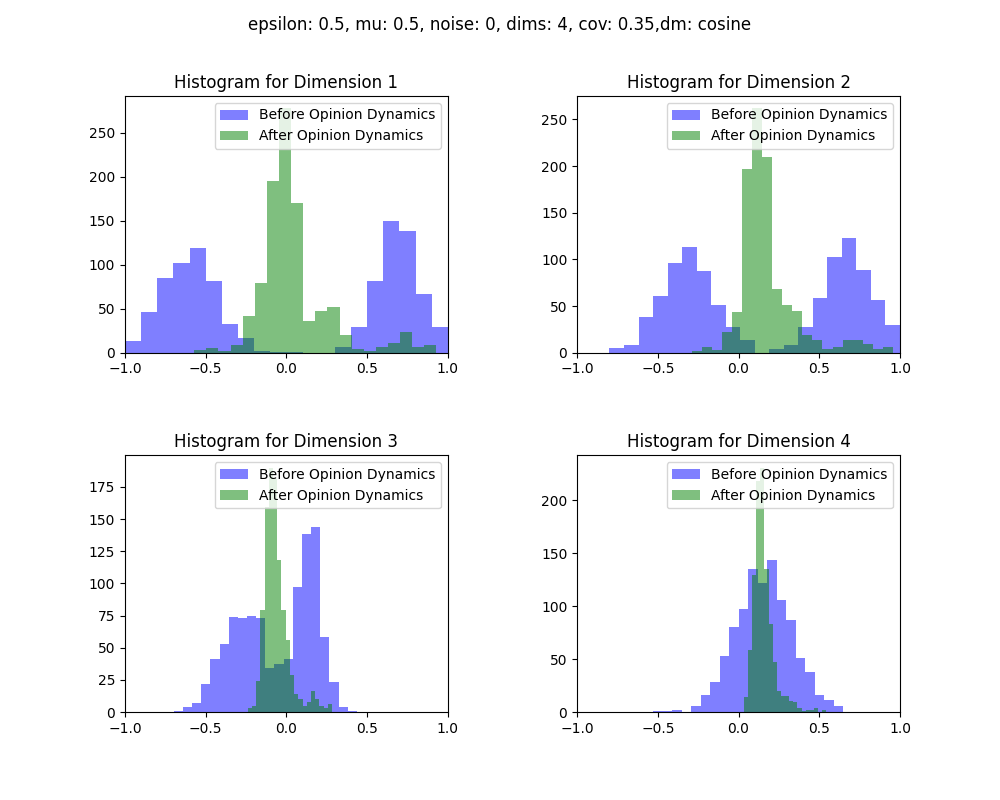 epsilon: 0.5, mu: 0.5, noise: 0, dims: 4, cov: 0.35,dm: cosine
Histogram for Dimension 1
Before Opinion Dynamics
After Opinion Dynamics
250
200
150
100
50
0
−1.0 −0.5 0.0 0.5 1.0
Histogram for Dimension 2
Before Opinion Dynamics
After Opinion Dynamics
250
200
150
100
50
0
−1.0 −0.5 0.0 0.5 1.0
Histogram for Dimension 3
Before Opinion Dynamics
After Opinion Dynamics
175
150
125
100
75
50
25
0
−1.0 −0.5 0.0 0.5 1.0
Histogram for Dimension 4
Before Opinion Dynamics
After Opinion Dynamics
200
150
100
50
0
−1.0 −0.5 0.0 0.5 1.0